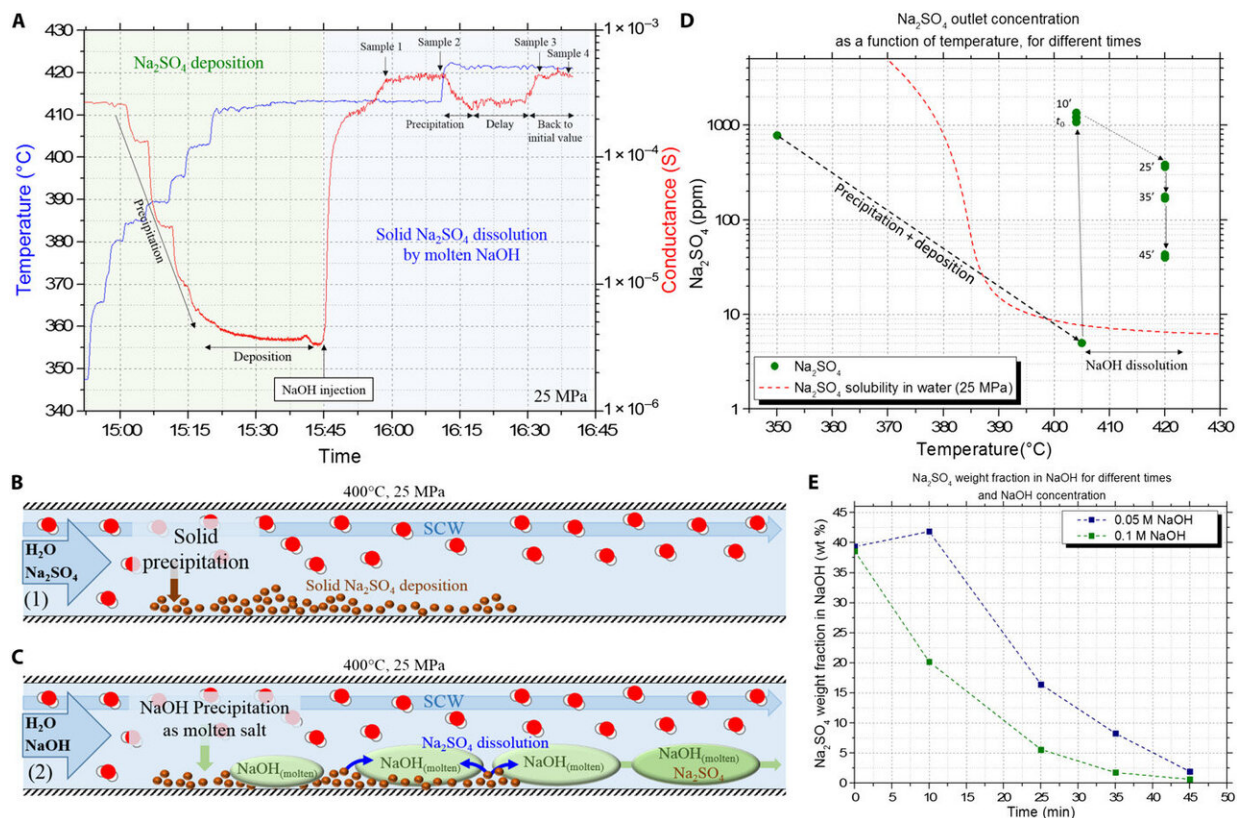 A
Na₂SO₄ deposition
Sample 1
Sample 2
Sample 3
Sample 4
Precipitation
Delay
Back to
initial value
Precipitation
Solid Na₂SO₄ dissolution
by molten NaOH
Deposition
NaOH injection
25 MPa
Temperature (°C)
430
420
410
400
390
380
370
360
350
340
Conductance (S)
1×10⁻³
1×10⁻⁴
1×10⁻⁵
1×10⁻⁶
15:00 15:15 15:30 15:45 16:00 16:15 16:30 16:45
Time
D
Na₂SO₄ outlet concentration
as a function of temperature, for different times
Na₂SO₄ (ppm)
1000
100
10
1
10'
t₀
25'
35'
45'
Precipitation + deposition
NaOH dissolution
Na₂SO₄
Na₂SO₄ solubility in water (25 MPa)
350 360 370 380 390 400 410 420 430
Temperature(°C)
B
400°C, 25 MPa
SCW
H₂O
Na₂SO₄
(1)
Solid
precipitation
Solid Na₂SO₄ deposition
C
400°C, 25 MPa
SCW
H₂O
NaOH
(2)
NaOH Precipitation
as molten salt
Na₂SO₄ dissolution
NaOH(molten)
NaOH(molten)
NaOH(molten)
NaOH(molten)
Na₂SO₄
E
Na₂SO₄ weight fraction in NaOH for different times
and NaOH concentration
0.05 M NaOH
0.1 M NaOH
Na₂SO₄ weight fraction in NaOH (wt %)
45
40
35
30
25
20
15
10
5
0
0 5 10 15 20 25 30 35 40 45 50
Time (min)